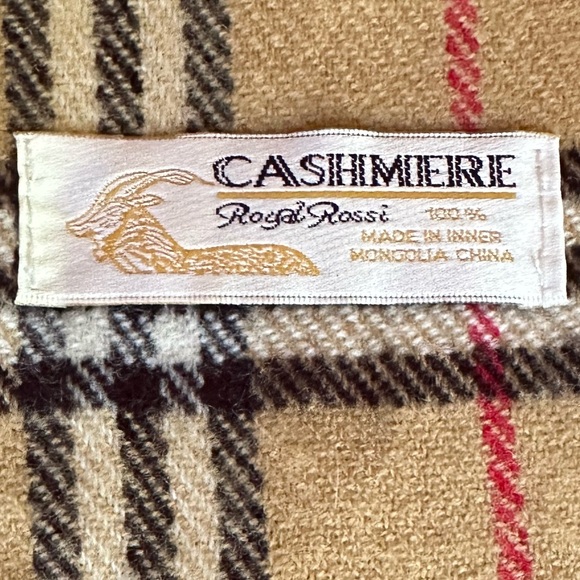 CASHMERE
Royal Rossi 100%
MADE IN INNER
MONGOLIA CHINA